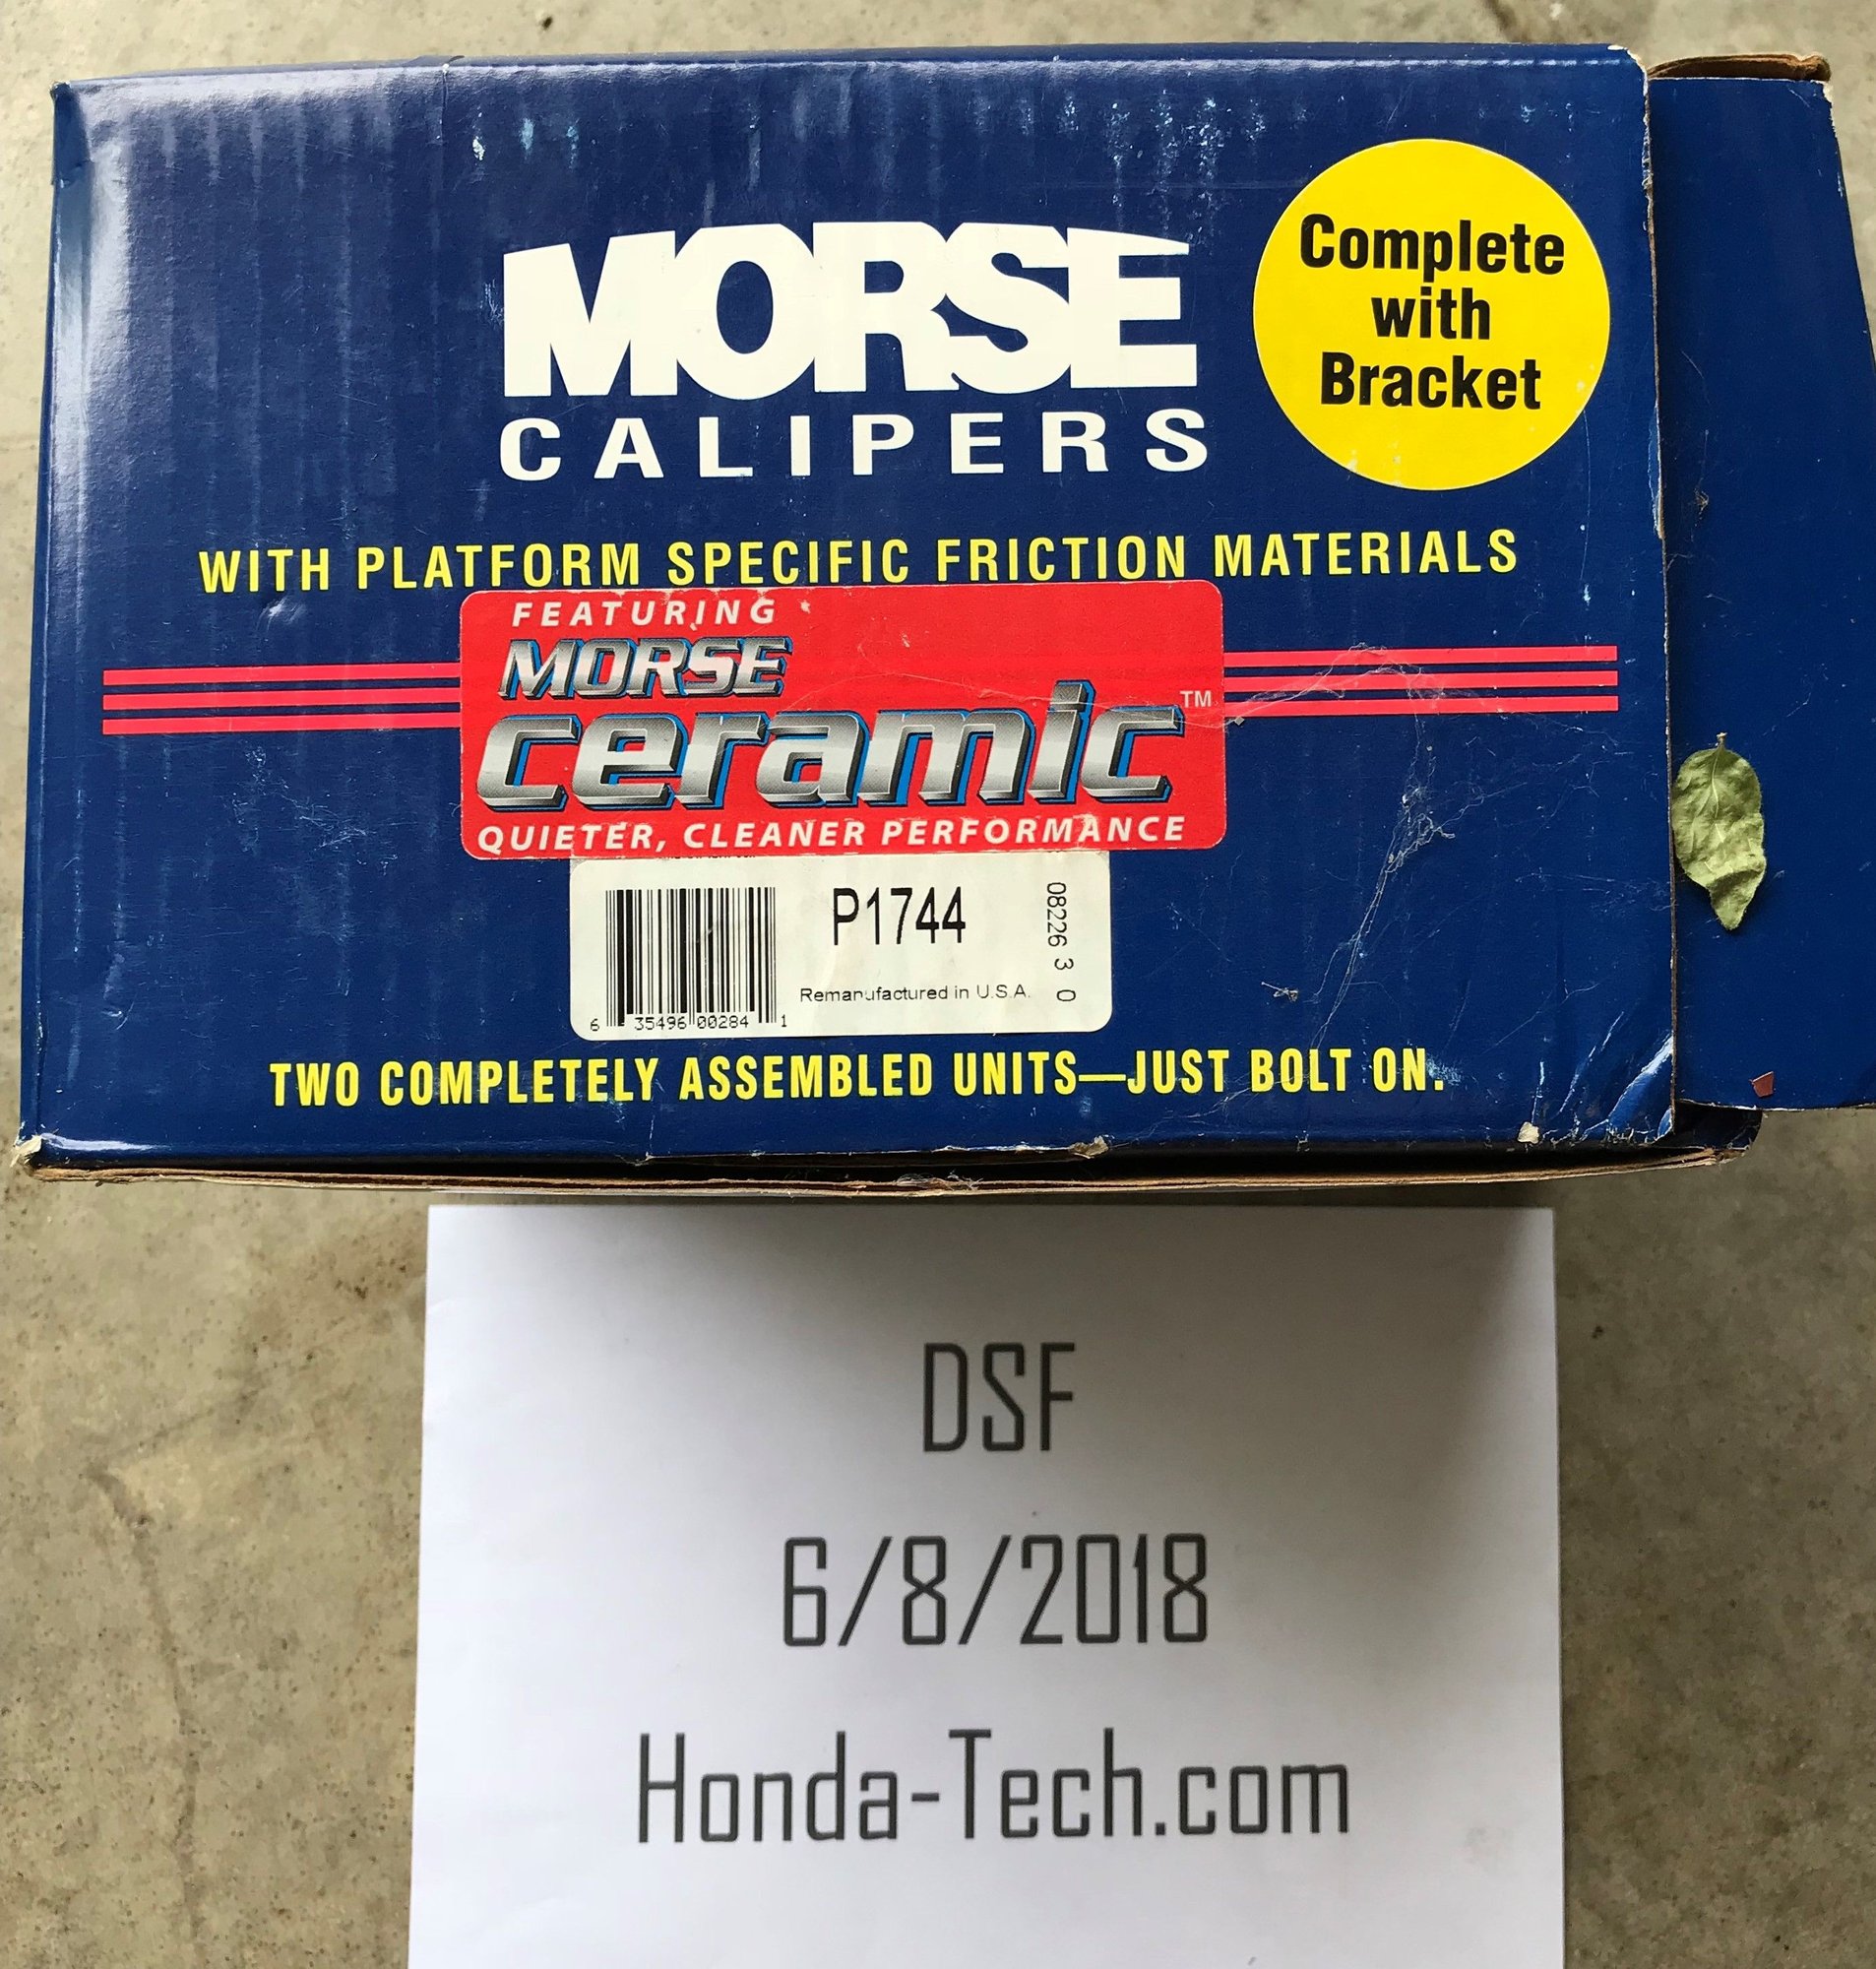 MORSE
CALIPERS
Complete
with
Bracket
WITH PLATFORM SPECIFIC FRICTION MATERIALS
FEATURING
MORSE
ceramic™
QUIETER, CLEANER PERFORMANCE
P1744
08226 3 0
Remanufactured in U.S.A.
6 35496 00284 1
TWO COMPLETELY ASSEMBLED UNITS—JUST BOLT ON.
DSF
6/8/2018
Honda-Tech.com